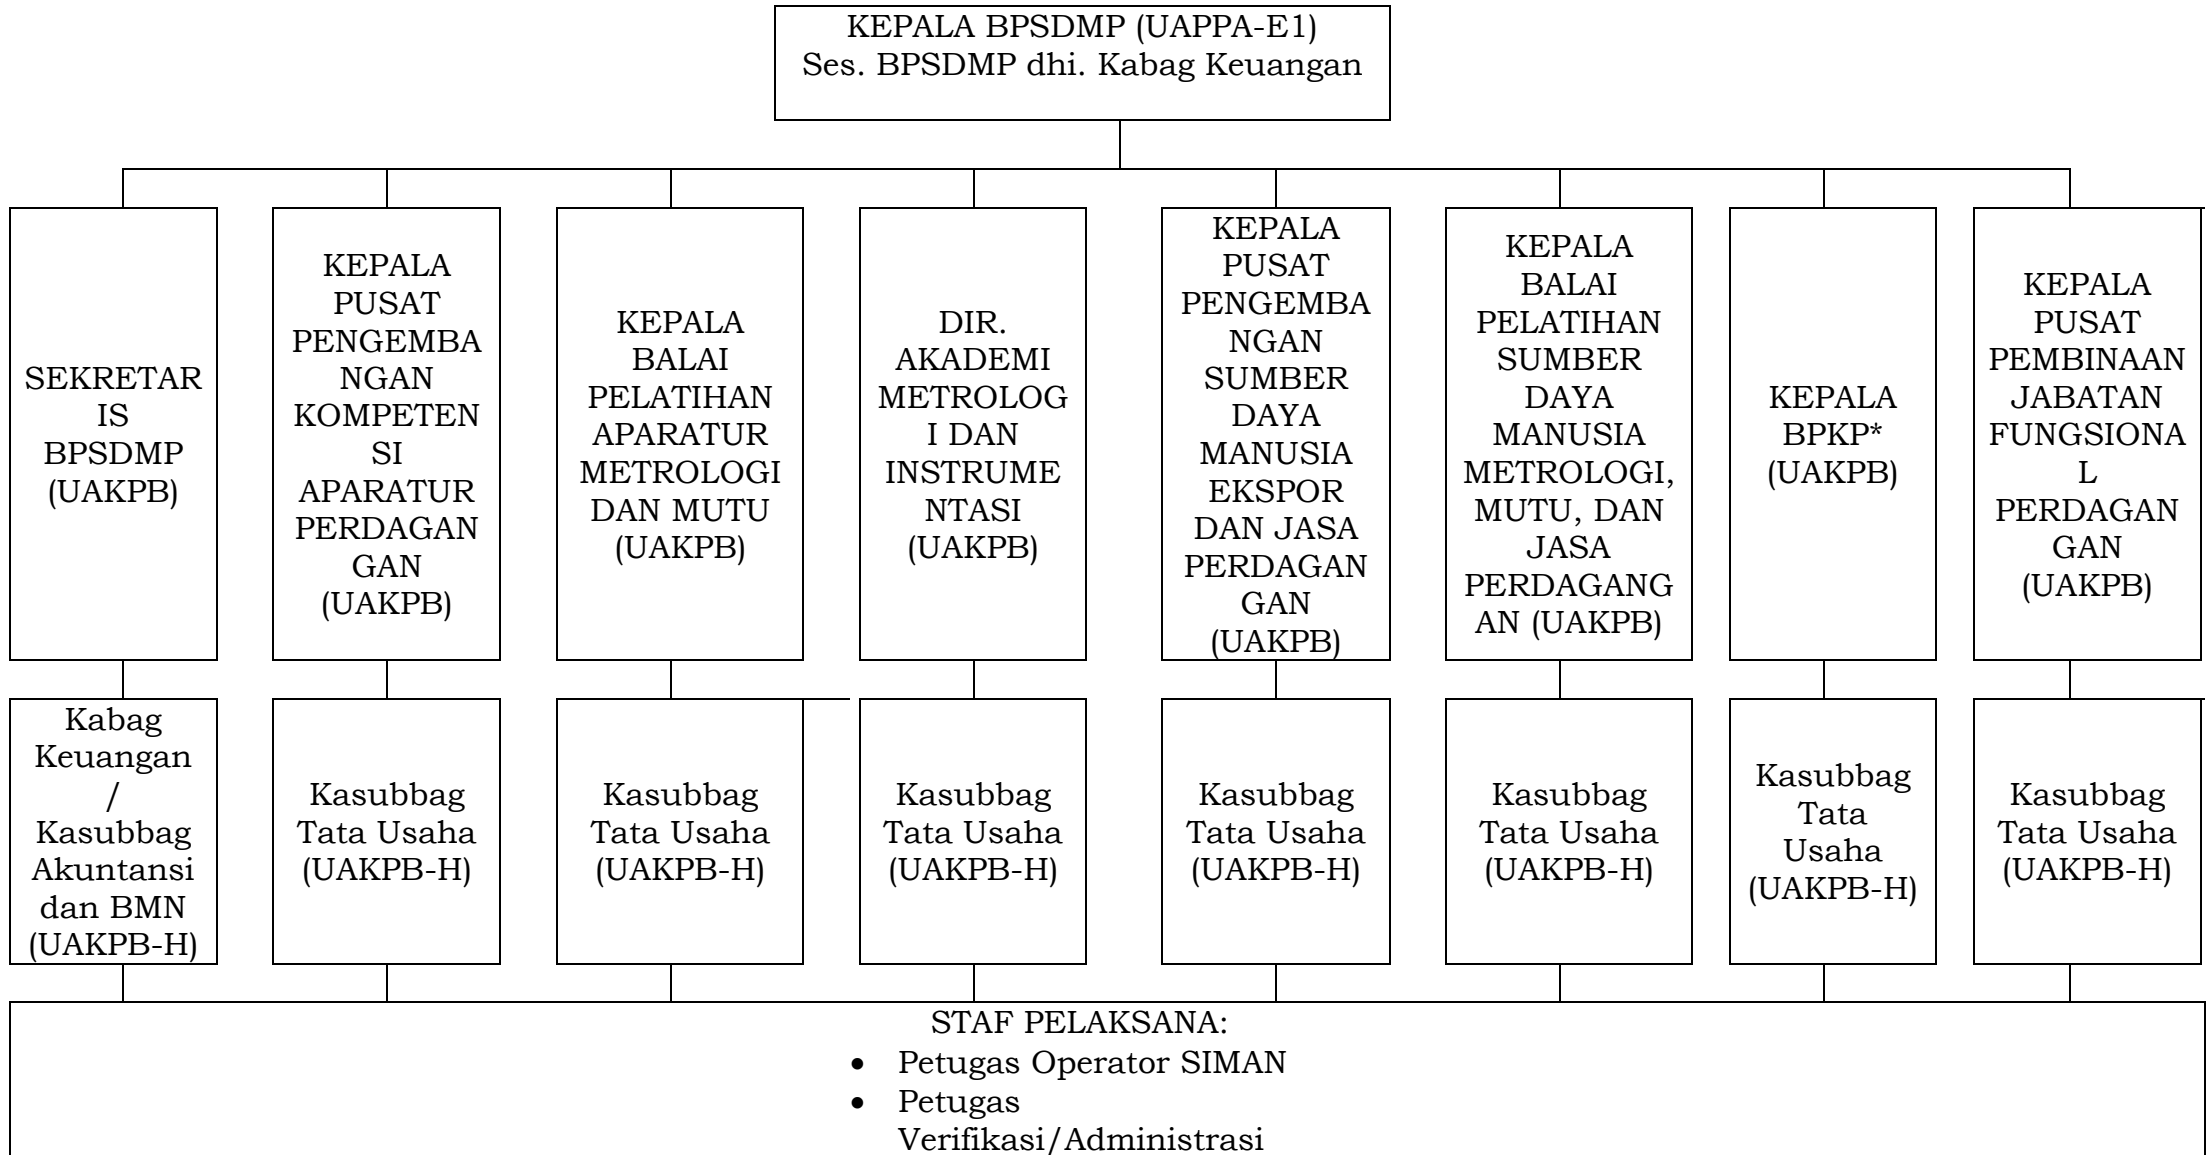 KEPALA BPSDMP (UAPPA-E1)
Ses. BPSDMP dhi. Kabag Keuangan
SEKRETAR
IS
BPSDMP
(UAKPB)
KEPALA
PUSAT
PENGEMBA
NGAN
KOMPETEN
SI
APARATUR
PERDAGAN
GAN
(UAKPB)
KEPALA
BALAI
PELATIHAN
APARATUR
METROLOGI
DAN MUTU
(UAKPB)
DIR.
AKADEMI
METROLOG
I DAN
INSTRUME
NTASI
(UAKPB)
KEPALA
PUSAT
PENGEMBA
NGAN
SUMBER
DAYA
MANUSIA
EKSPOR
DAN JASA
PERDAGAN
GAN
(UAKPB)
KEPALA
BALAI
PELATIHAN
SUMBER
DAYA
MANUSIA
METROLOGI,
MUTU, DAN
JASA
PERDAGANG
AN (UAKPB)
KEPALA
BPKP*
(UAKPB)
KEPALA
PUSAT
PEMBINAAN
JABATAN
FUNGSIONA
L
PERDAGAN
GAN
(UAKPB)
Kabag
Keuangan
/
Kasubbag
Akuntansi
dan BMN
(UAKPB-H)
Kasubbag
Tata Usaha
(UAKPB-H)
Kasubbag
Tata Usaha
(UAKPB-H)
Kasubbag
Tata Usaha
(UAKPB-H)
Kasubbag
Tata Usaha
(UAKPB-H)
Kasubbag
Tata Usaha
(UAKPB-H)
Kasubbag
Tata
Usaha
(UAKPB-H)
Kasubbag
Tata Usaha
(UAKPB-H)
STAF PELAKSANA:
• Petugas Operator SIMAN
• Petugas
Verifikasi/Administrasi